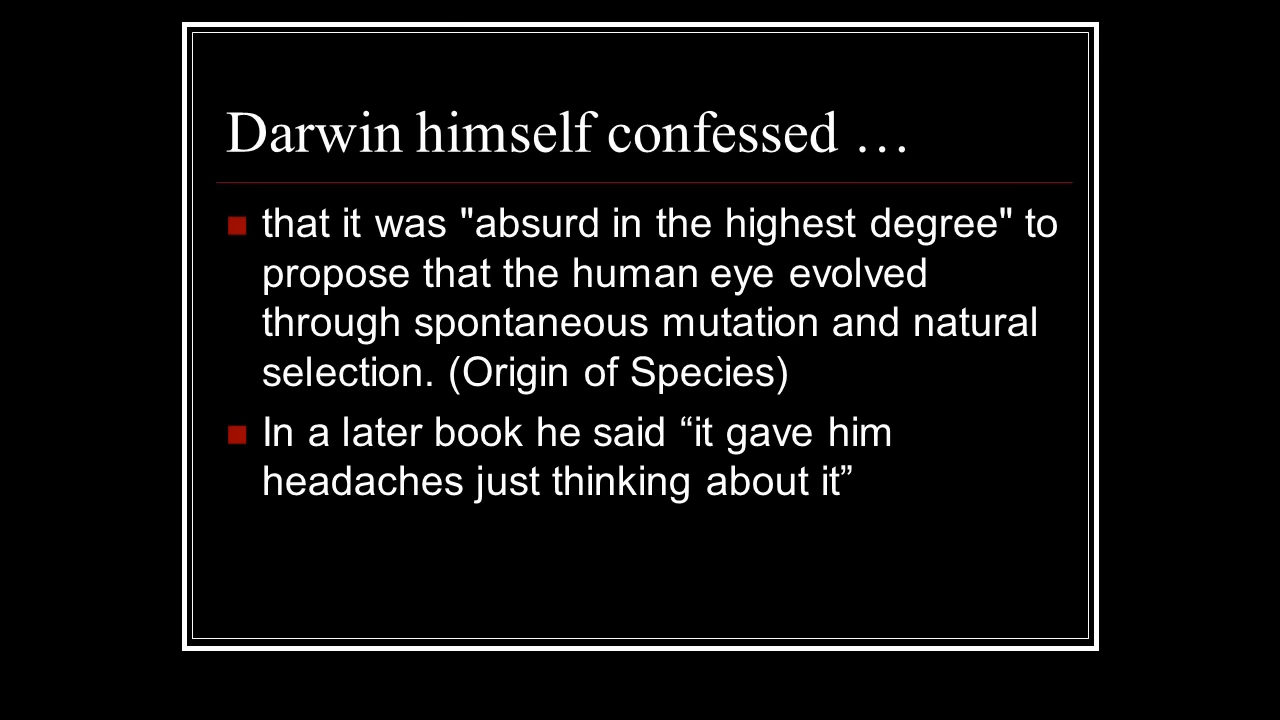 Darwin himself confessed …
that it was "absurd in the highest degree" to
propose that the human eye evolved
through spontaneous mutation and natural
selection. (Origin of Species)
In a later book he said “it gave him
headaches just thinking about it”